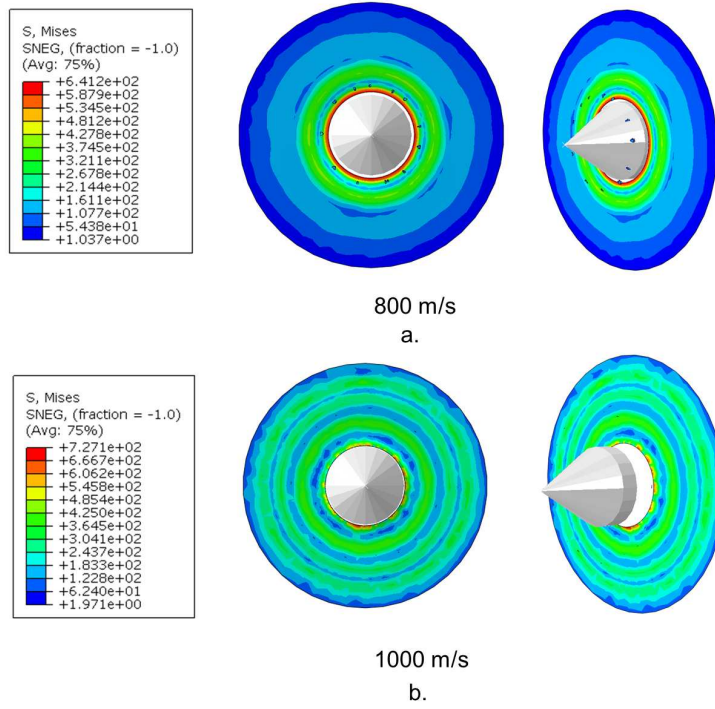 S, Mises
SNEG, (fraction = -1.0)
(Avg: 75%)
+6.412e+02
+5.879e+02
+5.345e+02
+4.812e+02
+4.278e+02
+3.745e+02
+3.211e+02
+2.678e+02
+2.144e+02
+1.611e+02
+1.077e+02
+5.438e+01
+1.037e+00
800 m/s
a.
S, Mises
SNEG, (fraction = -1.0)
(Avg: 75%)
+7.271e+02
+6.667e+02
+6.062e+02
+5.458e+02
+4.854e+02
+4.250e+02
+3.645e+02
+3.041e+02
+2.437e+02
+1.833e+02
+1.228e+02
+6.240e+01
+1.971e+00
1000 m/s
b.